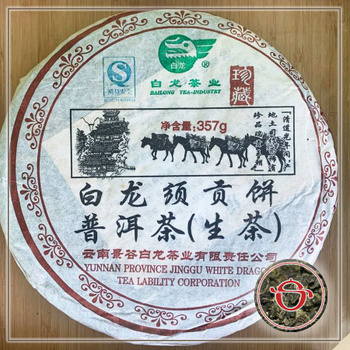 白龙
®
白龙茶业
BAILONG TEA-INDUSTRY
珍藏
净含量:357g
白龙须贡饼
普洱茶(生茶)
云南景谷白龙茶业有限责任公司
YUNNAN PROVINCE JINGGU WHITE DRAGON
TEA LABILITY CORPORATION